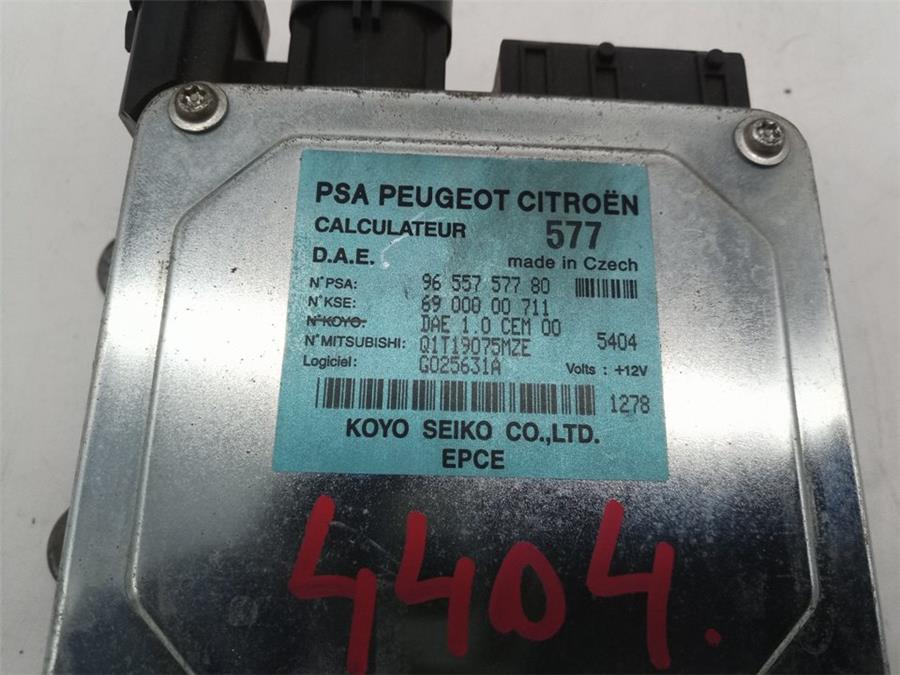 PSA PEUGEOT CITROËN
CALCULATEUR 577
D.A.E. made in Czech
N°PSA: 96 557 577 80
N°KSE: 69 000 00 711
N°KOYO: DAE 1.0 CEM 00
N°MITSUBISHI: Q1T19075MZE 5404
Logiciel: G025631A Volts : +12V
1278
KOYO SEIKO CO.,LTD.
EPCE
4404.